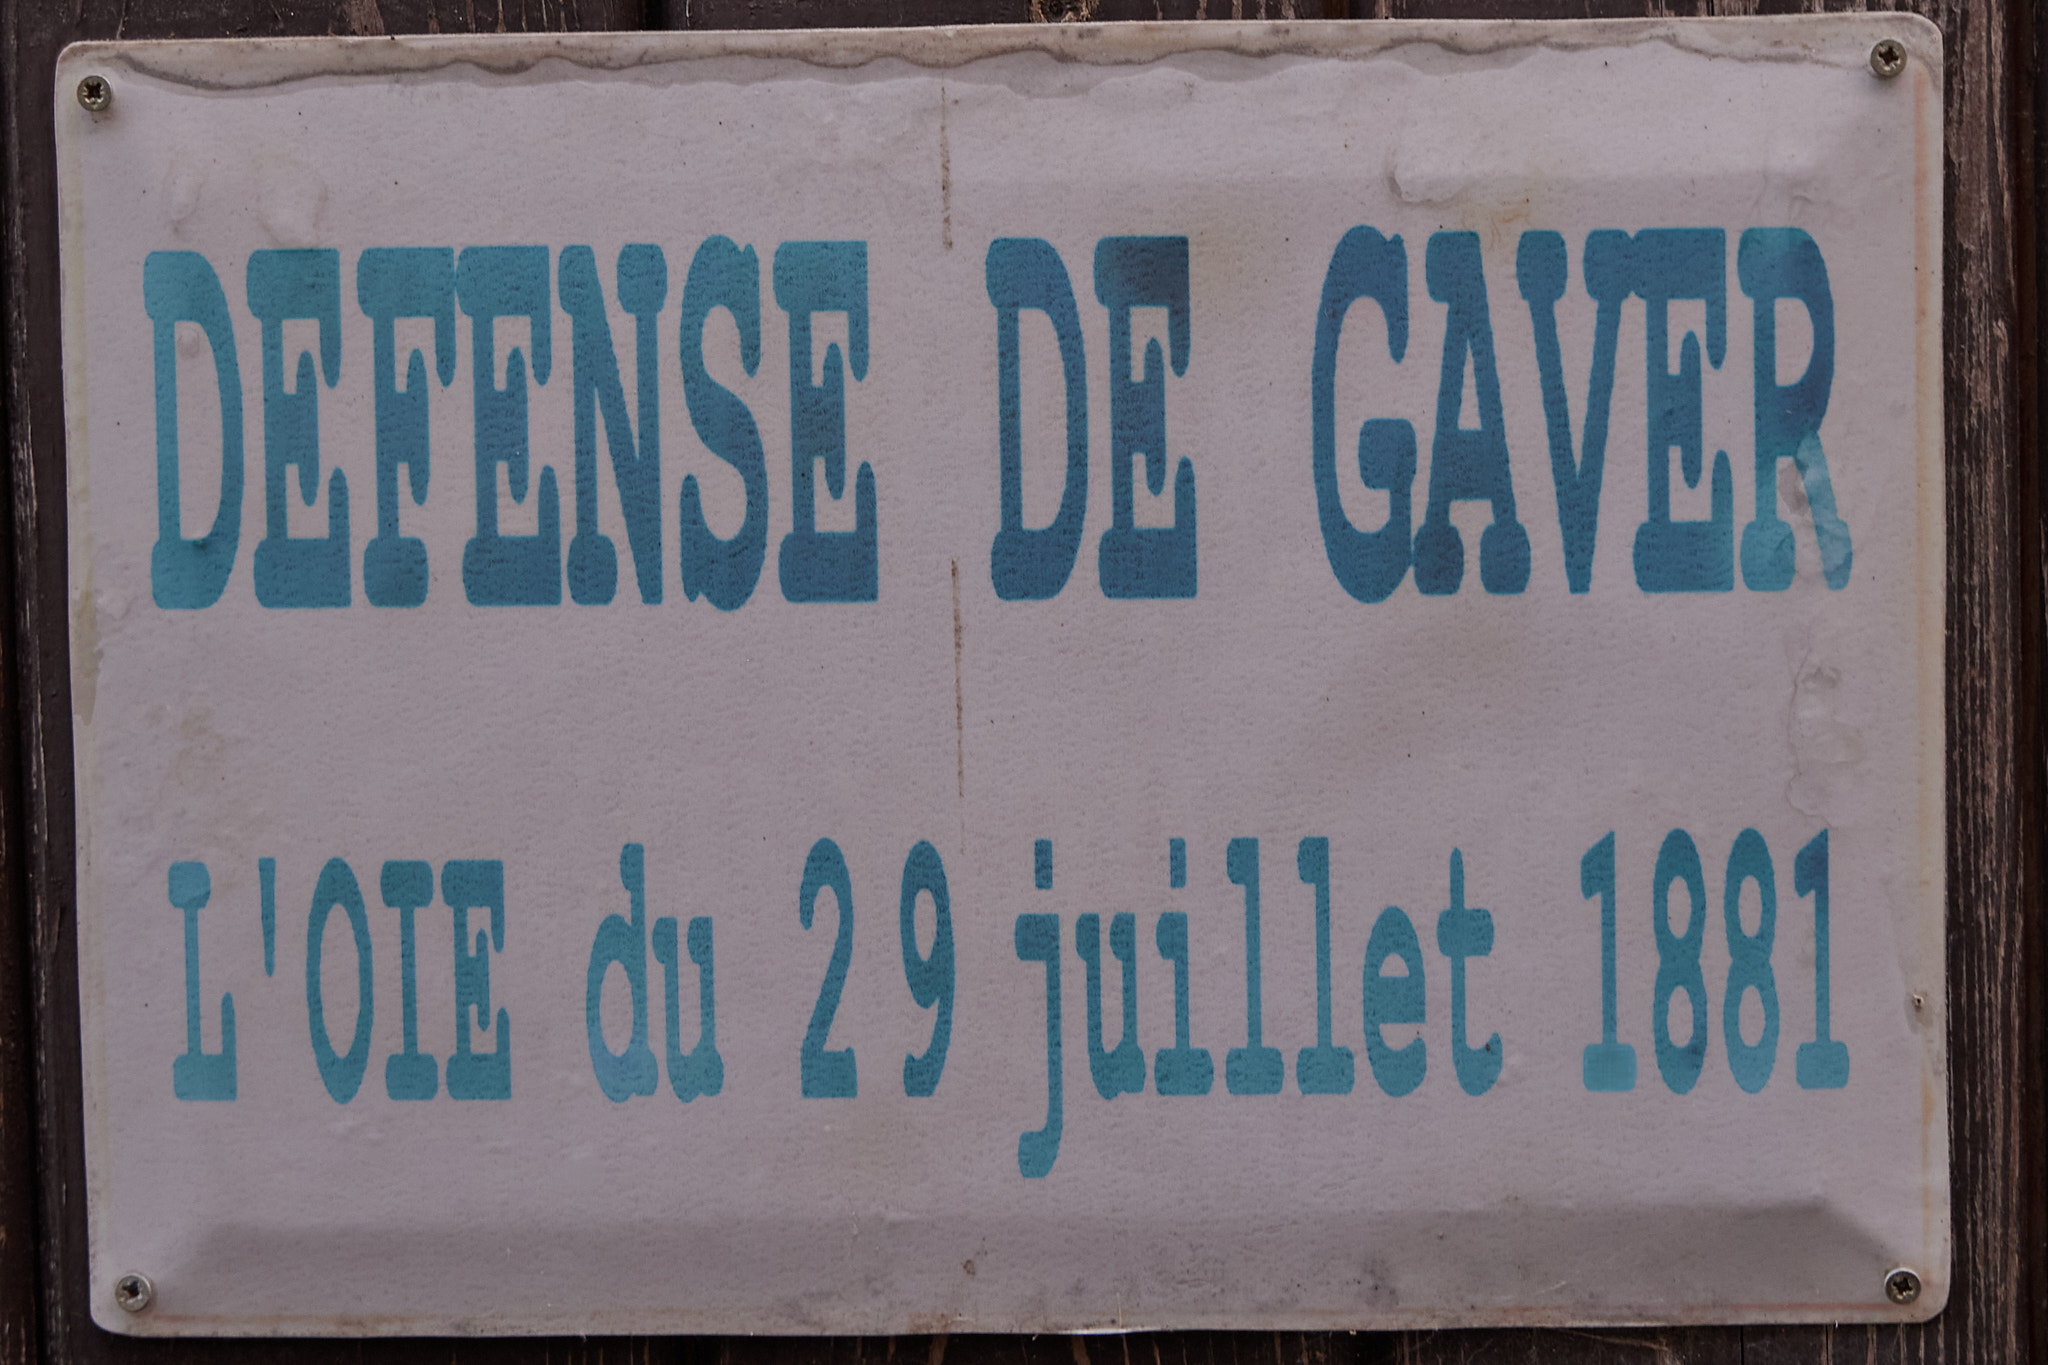 DEFENSE DE GAVER
L'OIE du 29 juillet 1881